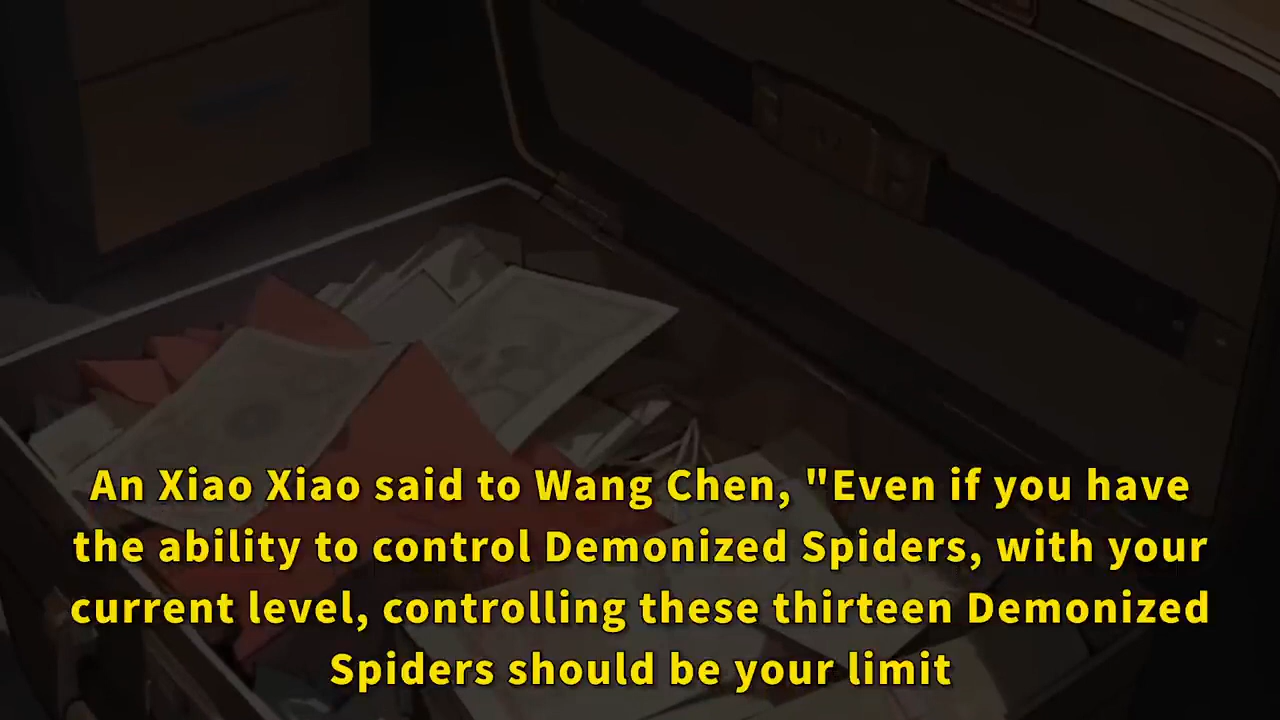 An Xiao Xiao said to Wang Chen, "Even if you have
the ability to control Demonized Spiders, with your
current level, controlling these thirteen Demonized
Spiders should be your limit